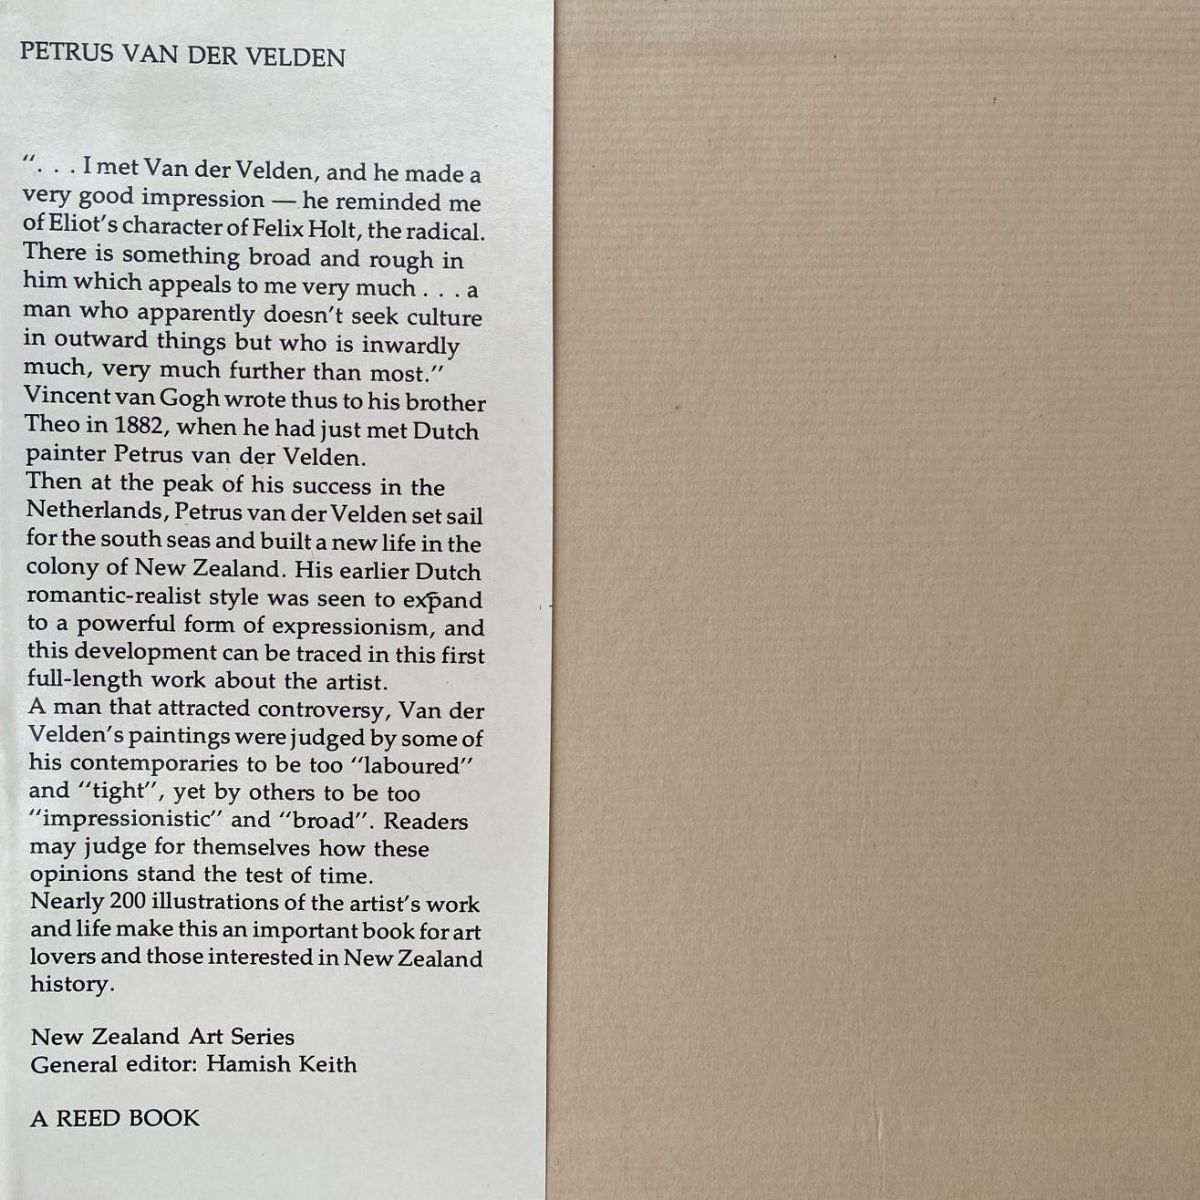 PETRUS VAN DER VELDEN
“. . . I met Van der Velden, and he made a
very good impression — he reminded me
of Eliot’s character of Felix Holt, the radical.
There is something broad and rough in
him which appeals to me very much . . . a
man who apparently doesn’t seek culture
in outward things but who is inwardly
much, very much further than most.”
Vincent van Gogh wrote thus to his brother
Theo in 1882, when he had just met Dutch
painter Petrus van der Velden.
Then at the peak of his success in the
Netherlands, Petrus van der Velden set sail
for the south seas and built a new life in the
colony of New Zealand. His earlier Dutch
romantic-realist style was seen to expand
to a powerful form of expressionism, and
this development can be traced in this first
full-length work about the artist.
A man that attracted controversy, Van der
Velden’s paintings were judged by some of
his contemporaries to be too “laboured”
and “tight”, yet by others to be too
“impressionistic” and “broad”. Readers
may judge for themselves how these
opinions stand the test of time.
Nearly 200 illustrations of the artist’s work
and life make this an important book for art
lovers and those interested in New Zealand
history.
New Zealand Art Series
General editor: Hamish Keith
A REED BOOK